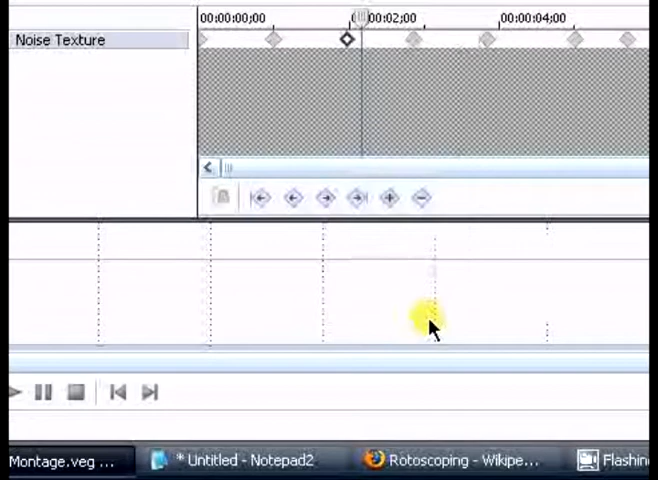 00:00:00;00 00:00:02;00 00:00:04;00
Noise Texture
Montage.veg ... * Untitled - Notepad2 Rotoscoping - Wikipe... Flashin